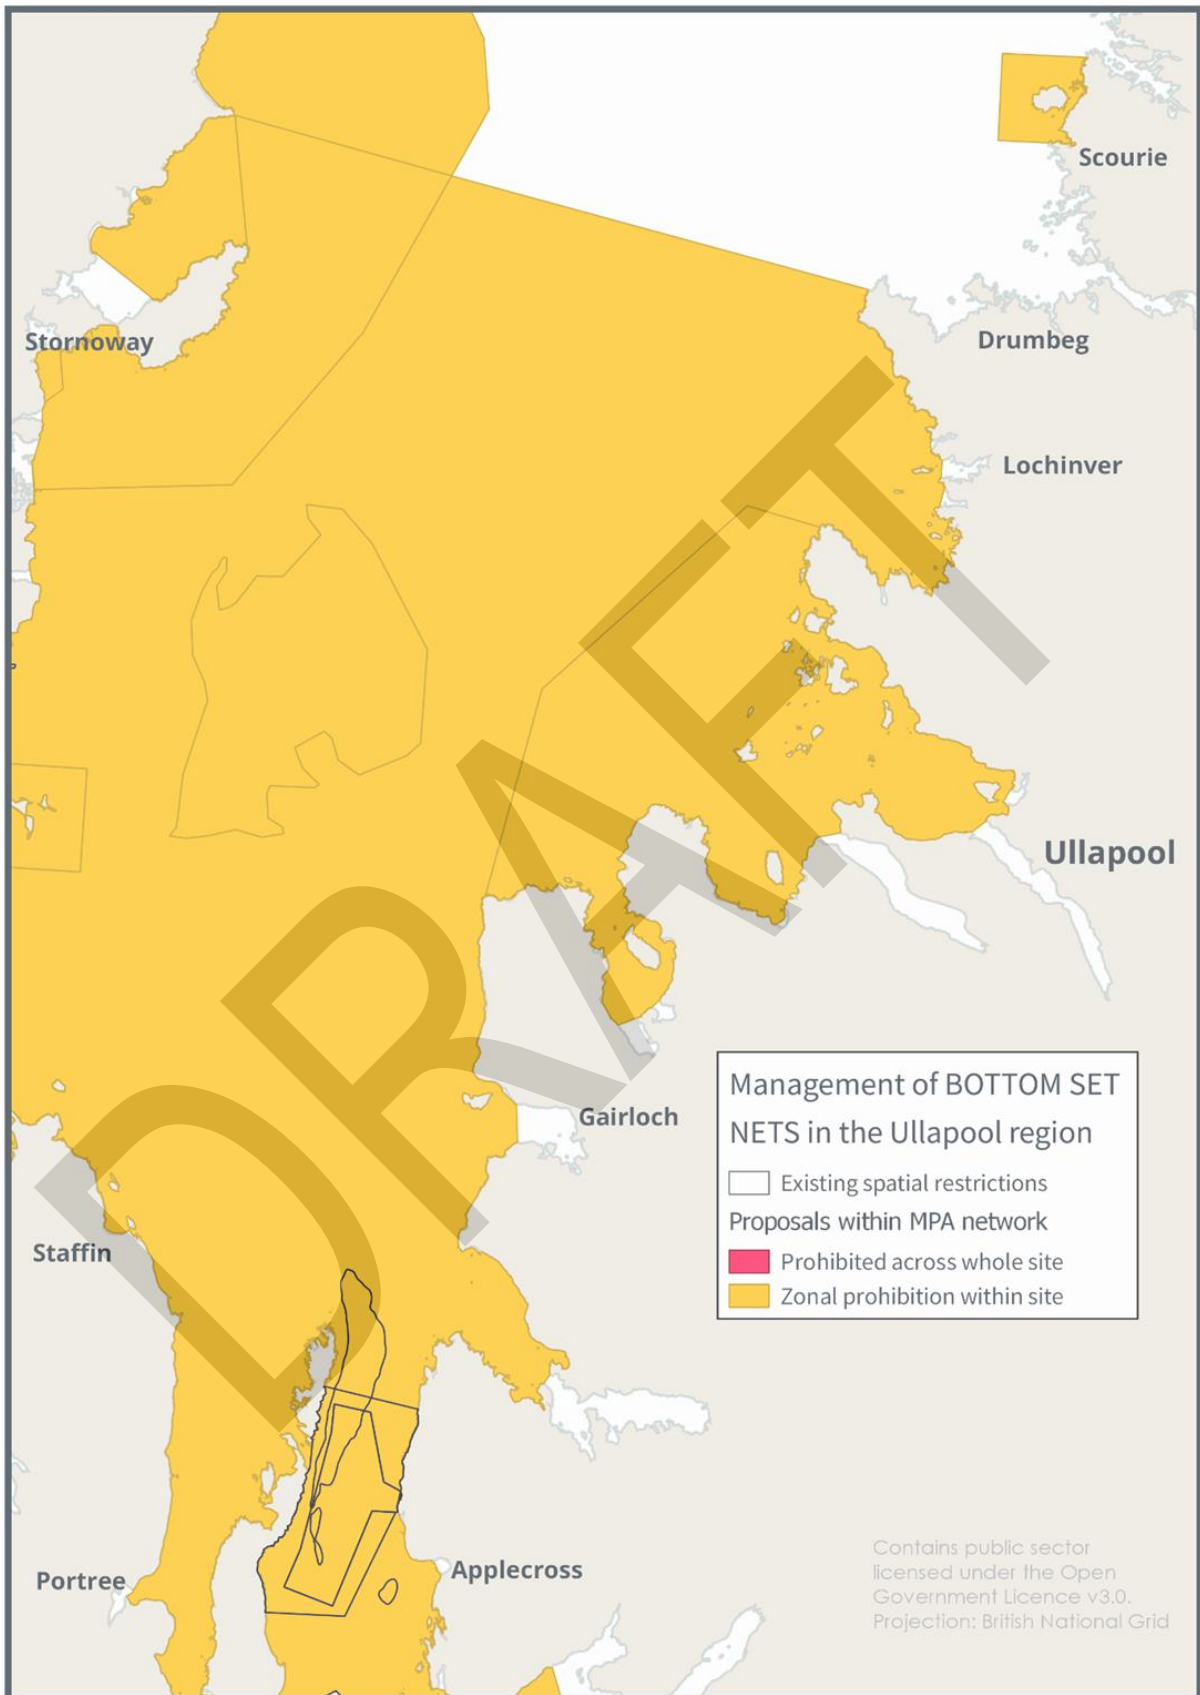 Scourie
Stornoway
Drumbeg
Lochinver
Ullapool
Gairloch
Management of BOTTOM SET
NETS in the Ullapool region
Existing spatial restrictions
Proposals within MPA network
Prohibited across whole site
Zonal prohibition within site
Staffin
Portree
Applecross
Contains public sector
licensed under the Open
Government Licence v3.0.
Projection: British National Grid
DRAFT